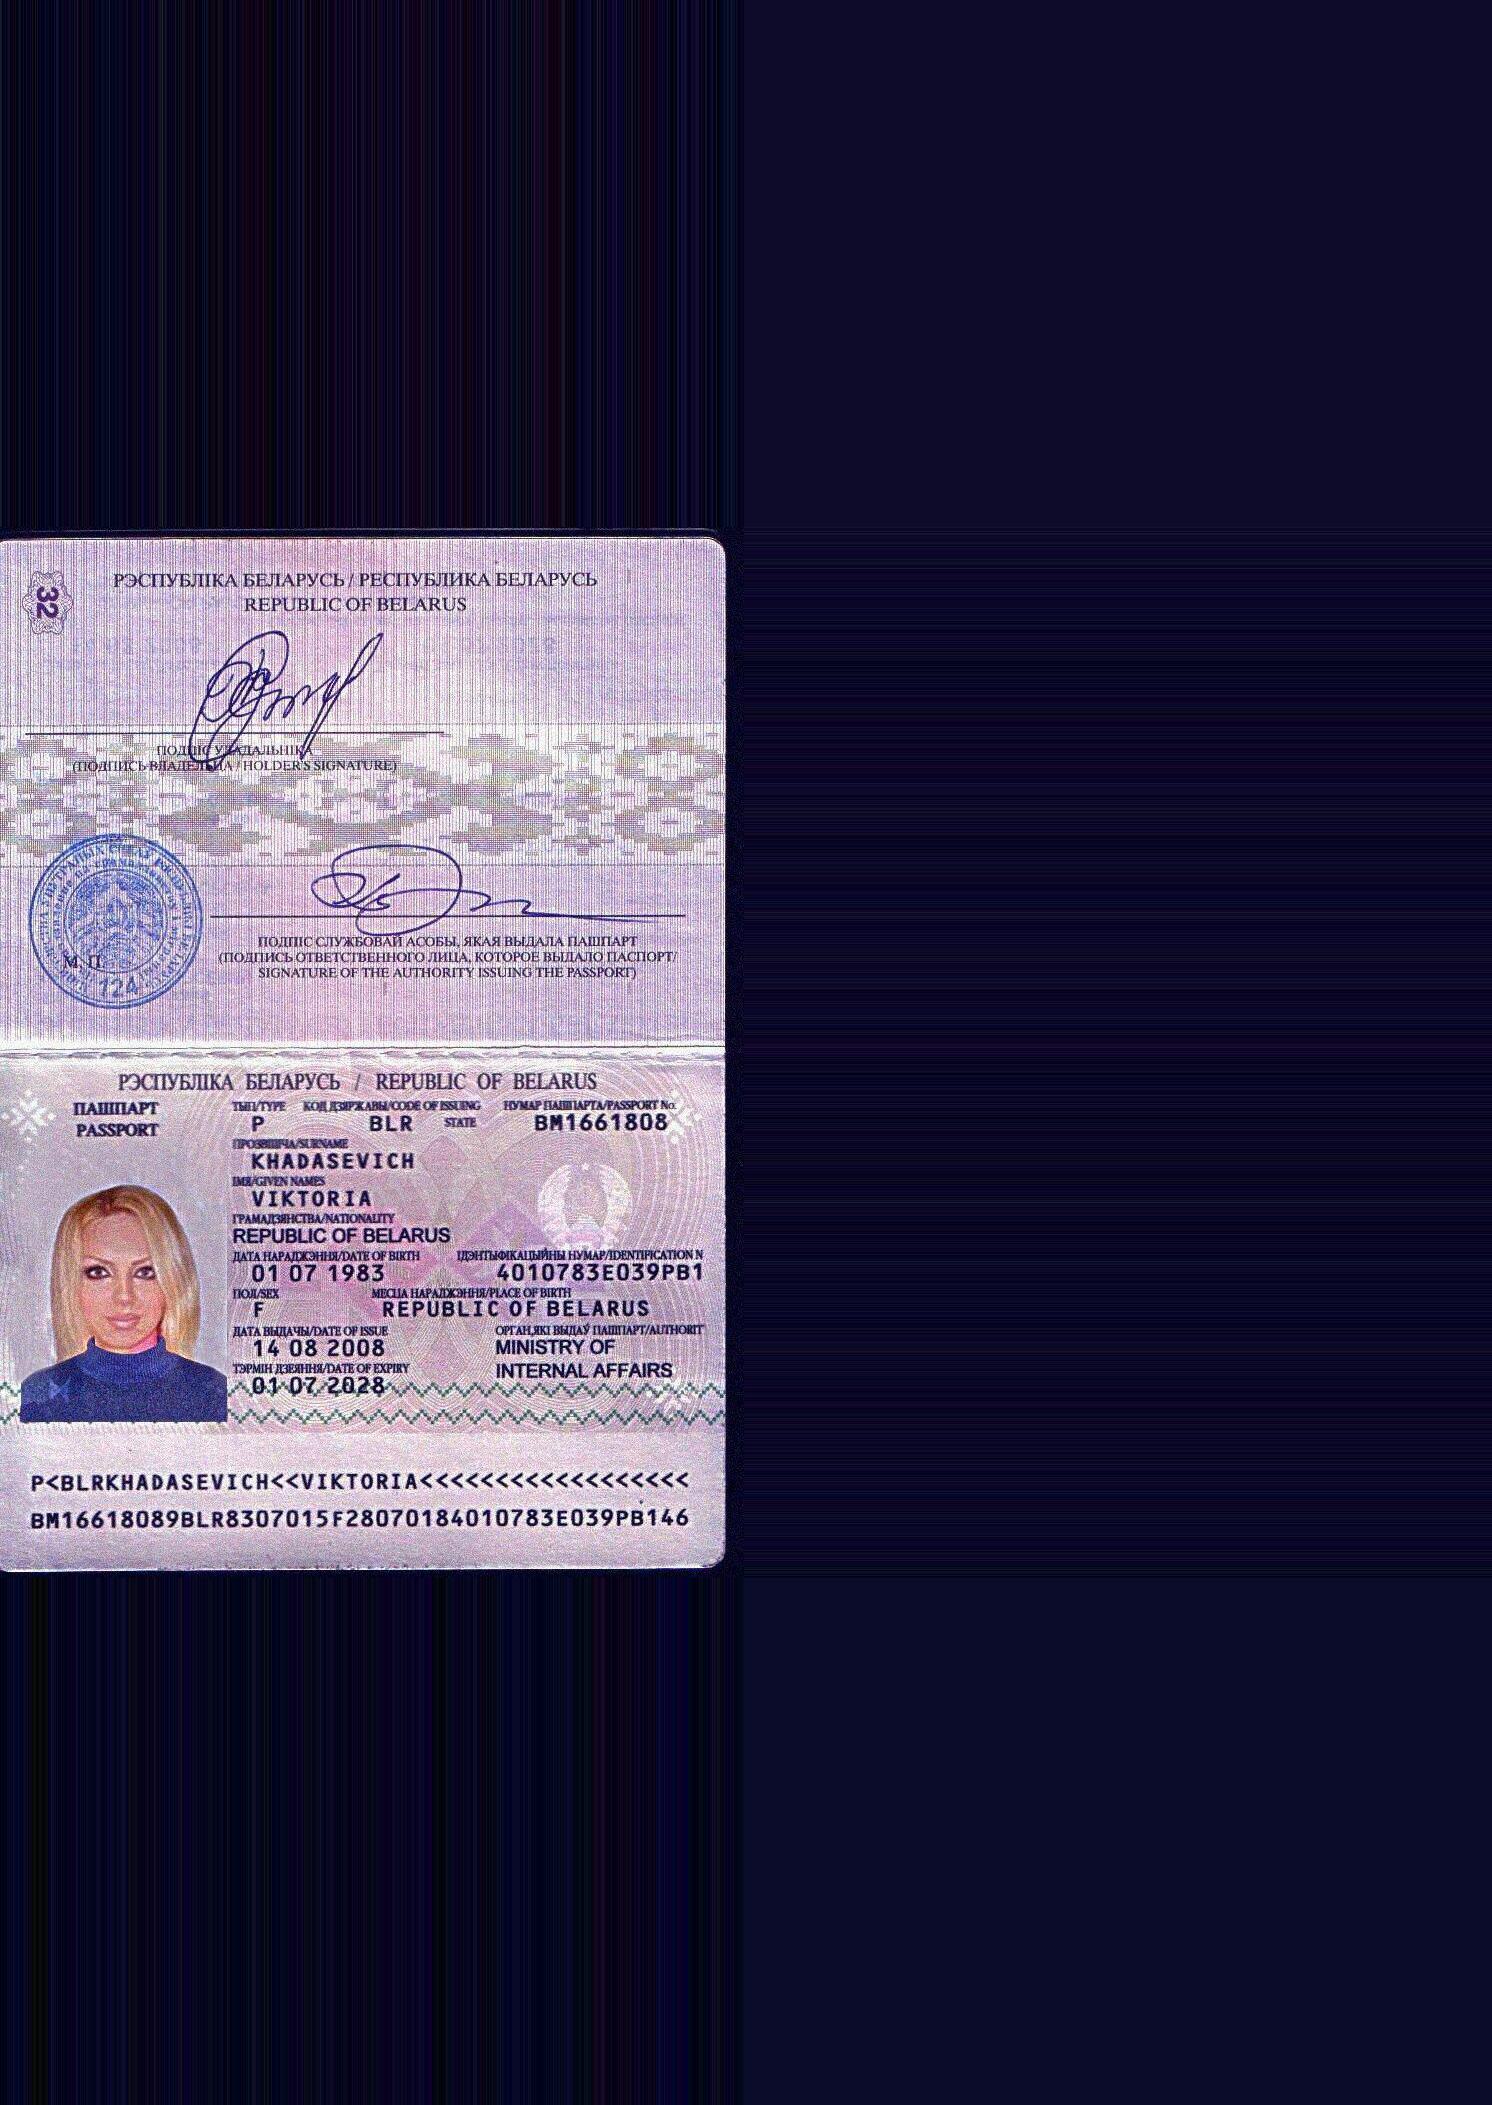 32
РЭСПУБЛІКА БЕЛАРУСЬ / РЕСПУБЛИКА БЕЛАРУСЬ
REPUBLIC OF BELARUS
ПОДПІС УЛАДАЛЬНІКА
(ПОДПИСЬ ВЛАДЕЛЬЦА / HOLDER'S SIGNATURE)
ПОДПІС СЛУЖБОВАЙ АСОБЫ, ЯКАЯ ВЫДАЛА ПАШПАРТ
(ПОДПИСЬ ОТВЕТСТВЕННОГО ЛИЦА, КОТОРОЕ ВЫДАЛО ПАСПОРТ/
SIGNATURE OF THE AUTHORITY ISSUING THE PASSPORT)
М. П.
124
РЭСПУБЛІКА БЕЛАРУСЬ / REPUBLIC OF BELARUS
ПАШПАРТ
PASSPORT
ТЫП/TYPE КОД ДЗЯРЖАВЫ/CODE OF ISSUING НУМАР ПАШПАРТА/PASSPORT No.
P BLR STATE BM1661808
ПРОЗВІШЧА/SURNAME
KHADASEVICH
ІМЯ/GIVEN NAMES
VIKTORIA
ГРАМАДЗЯНСТВА/NATIONALITY
REPUBLIC OF BELARUS
ДАТА НАРАДЖЭННЯ/DATE OF BIRTH ІДЭНТЫФІКАЦЫЙНЫ НУМАР/IDENTIFICATION N
01 07 1983 4010783E039PB1
ПОЛ/SEX МЕСЦА НАРАДЖЭННЯ/PLACE OF BIRTH
F REPUBLIC OF BELARUS
ДАТА ВЫДАЧЫ/DATE OF ISSUE ОРГАН,ЯКІ ВЫДАЎ ПАШПАРТ/AUTHORIT
14 08 2008 MINISTRY OF
ТЭРМІН ДЗЕЯННЯ/DATE OF EXPIRY INTERNAL AFFAIRS
01 07 2028
P<BLRKHADASEVICH<<VIKTORIA<<<<<<<<<<<<<<<<<<
BM16618089BLR8307015F28070184010783E039PB146